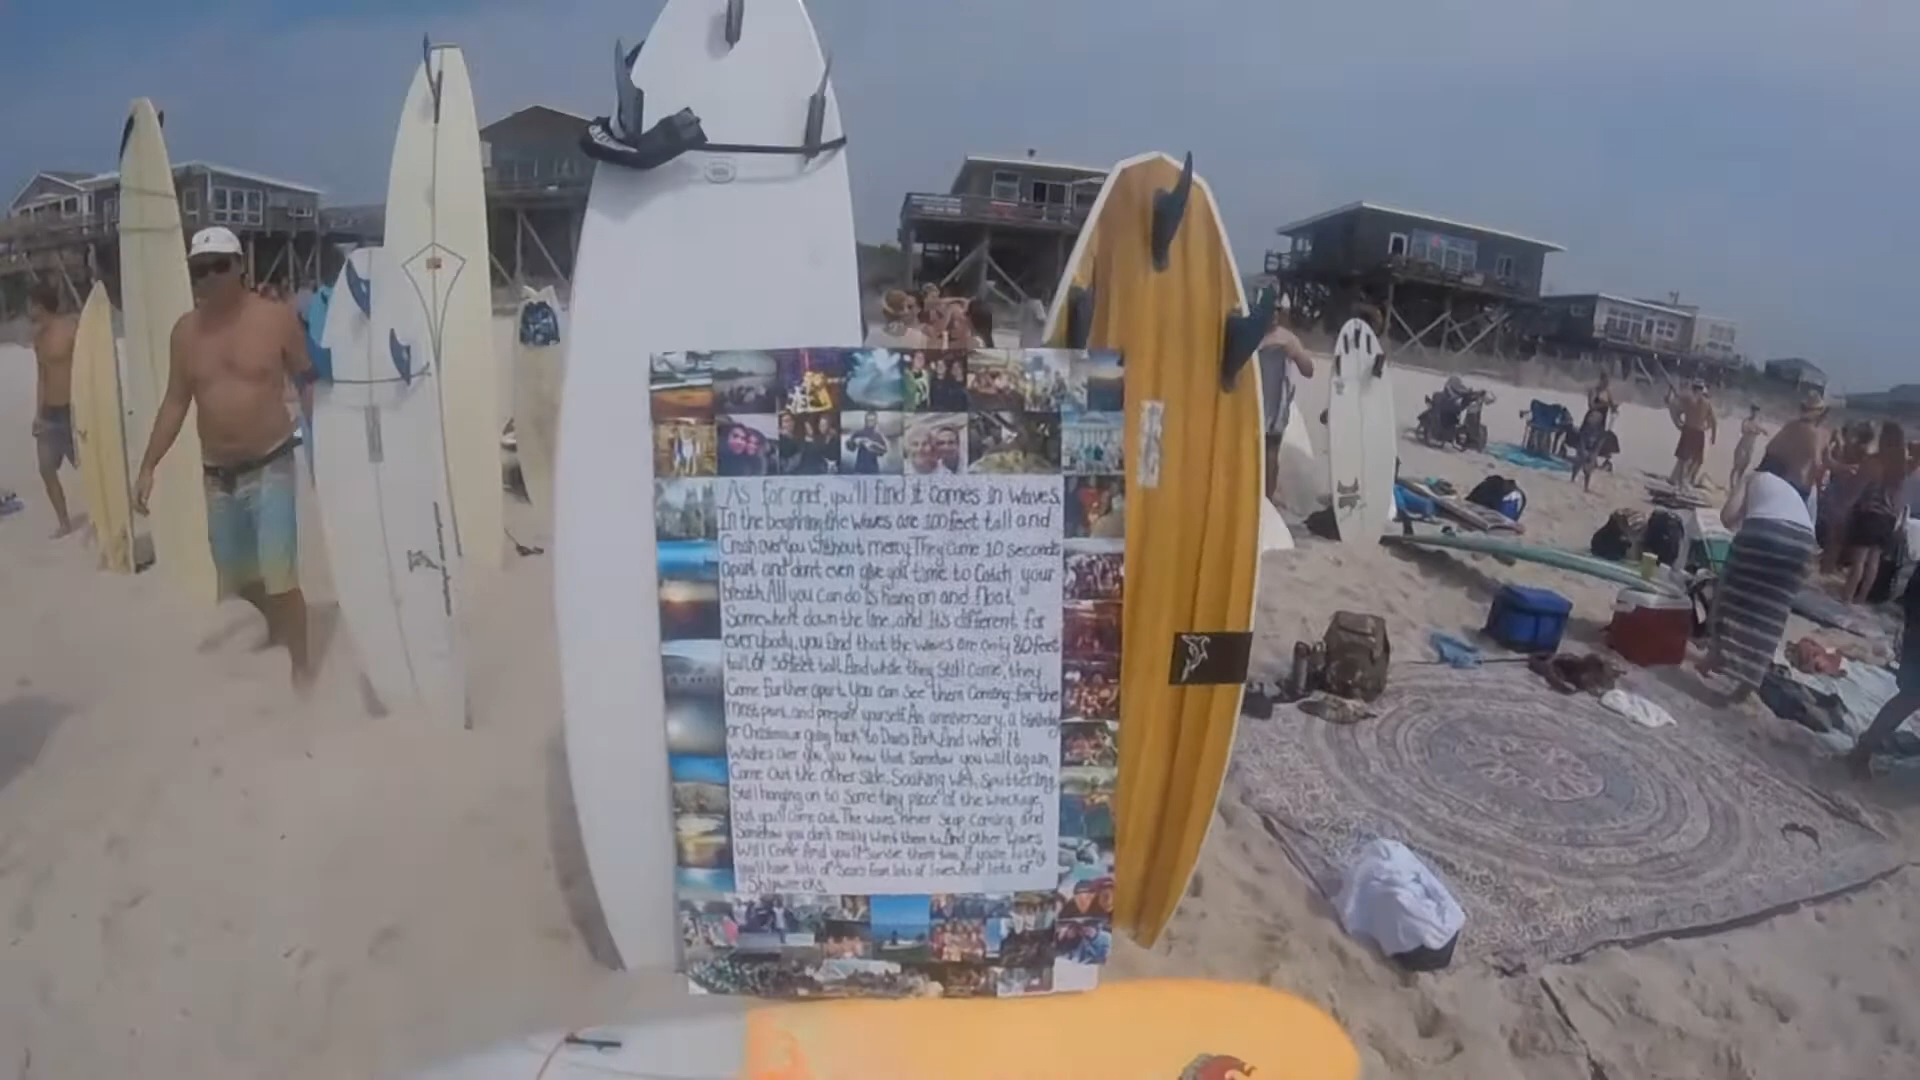 As for grief, you'll find it comes in waves.
In the beginning the waves are 100 feet tall and
Crash over you without mercy. They come 10 seconds
apart and don't even give you time to Catch your
breath. All you can do is hang on and float.
Somewhere down the line, and Its different for
everybody, you find that the waves are only 80 feet
tall. Or 50 feet tall. And while they Still Come, they
Come further apart. You can see them Coming, for the
most part, and prepare yourself. An anniversary, a birthday
or Christmas or going back to Davis Park. And when it
washes over you, you know that Somehow you will again,
Come Out the other side. Soaking wet, sputtering
Still hanging on to Some tiny piece of the wreckage,
but you'll come out. The waves never Stop Coming, and
Somehow you don't really want them to. And other Waves
Will Come. And you'll Survive them too. If you're lucky
you'll have lots of Scars from lots of loves. And lots of
Shipwrecks.